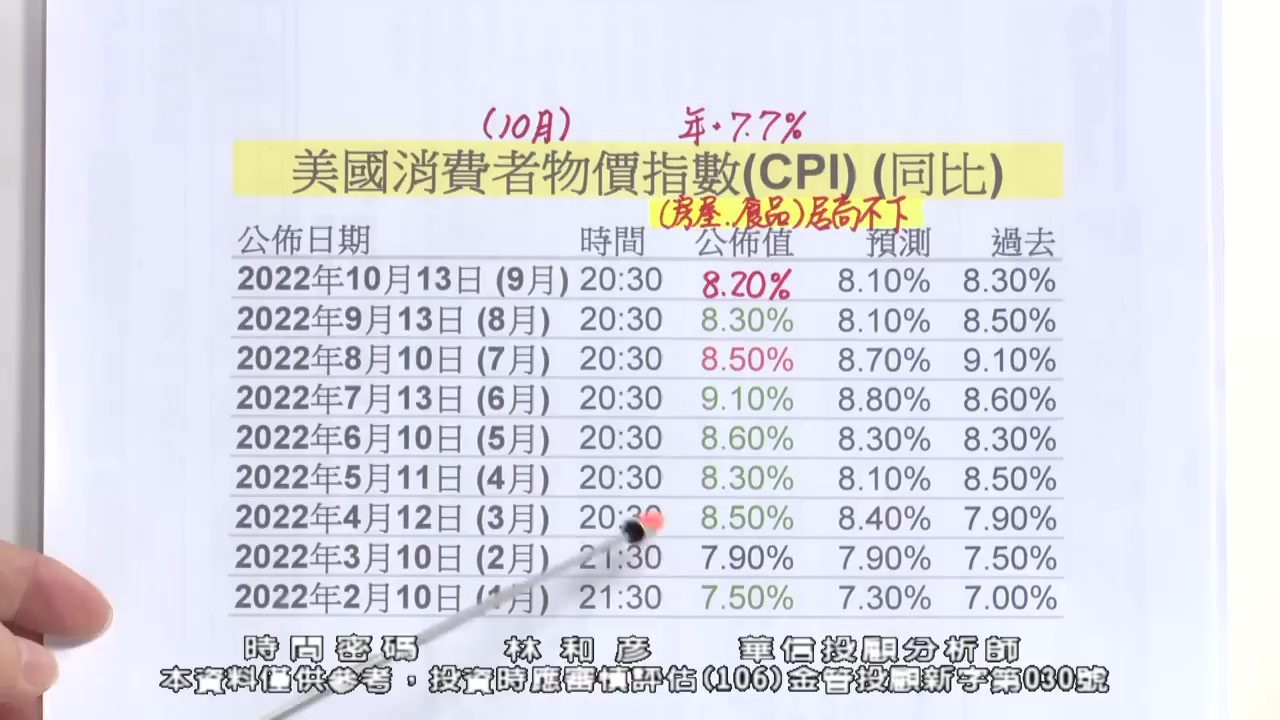 (10月) 年.7.7%
美國消費者物價指數(CPI) (同比)
(房屋..食品)居高不下
公佈日期 時間 公佈值 預測 過去
2022年10月13日 (9月) 20:30 8.20% 8.10% 8.30%
2022年9月13日 (8月) 20:30 8.30% 8.10% 8.50%
2022年8月10日 (7月) 20:30 8.50% 8.70% 9.10%
2022年7月13日 (6月) 20:30 9.10% 8.80% 8.60%
2022年6月10日 (5月) 20:30 8.60% 8.30% 8.30%
2022年5月11日 (4月) 20:30 8.30% 8.10% 8.50%
2022年4月12日 (3月) 20:30 8.50% 8.40% 7.90%
2022年3月10日 (2月) 21:30 7.90% 7.90% 7.50%
2022年2月10日 (1月) 21:30 7.50% 7.30% 7.00%
時間密碼 林和彥 華信投顧分析師
本資料僅供參考，投資時應審慎評估(106)金管投顧新字第030號